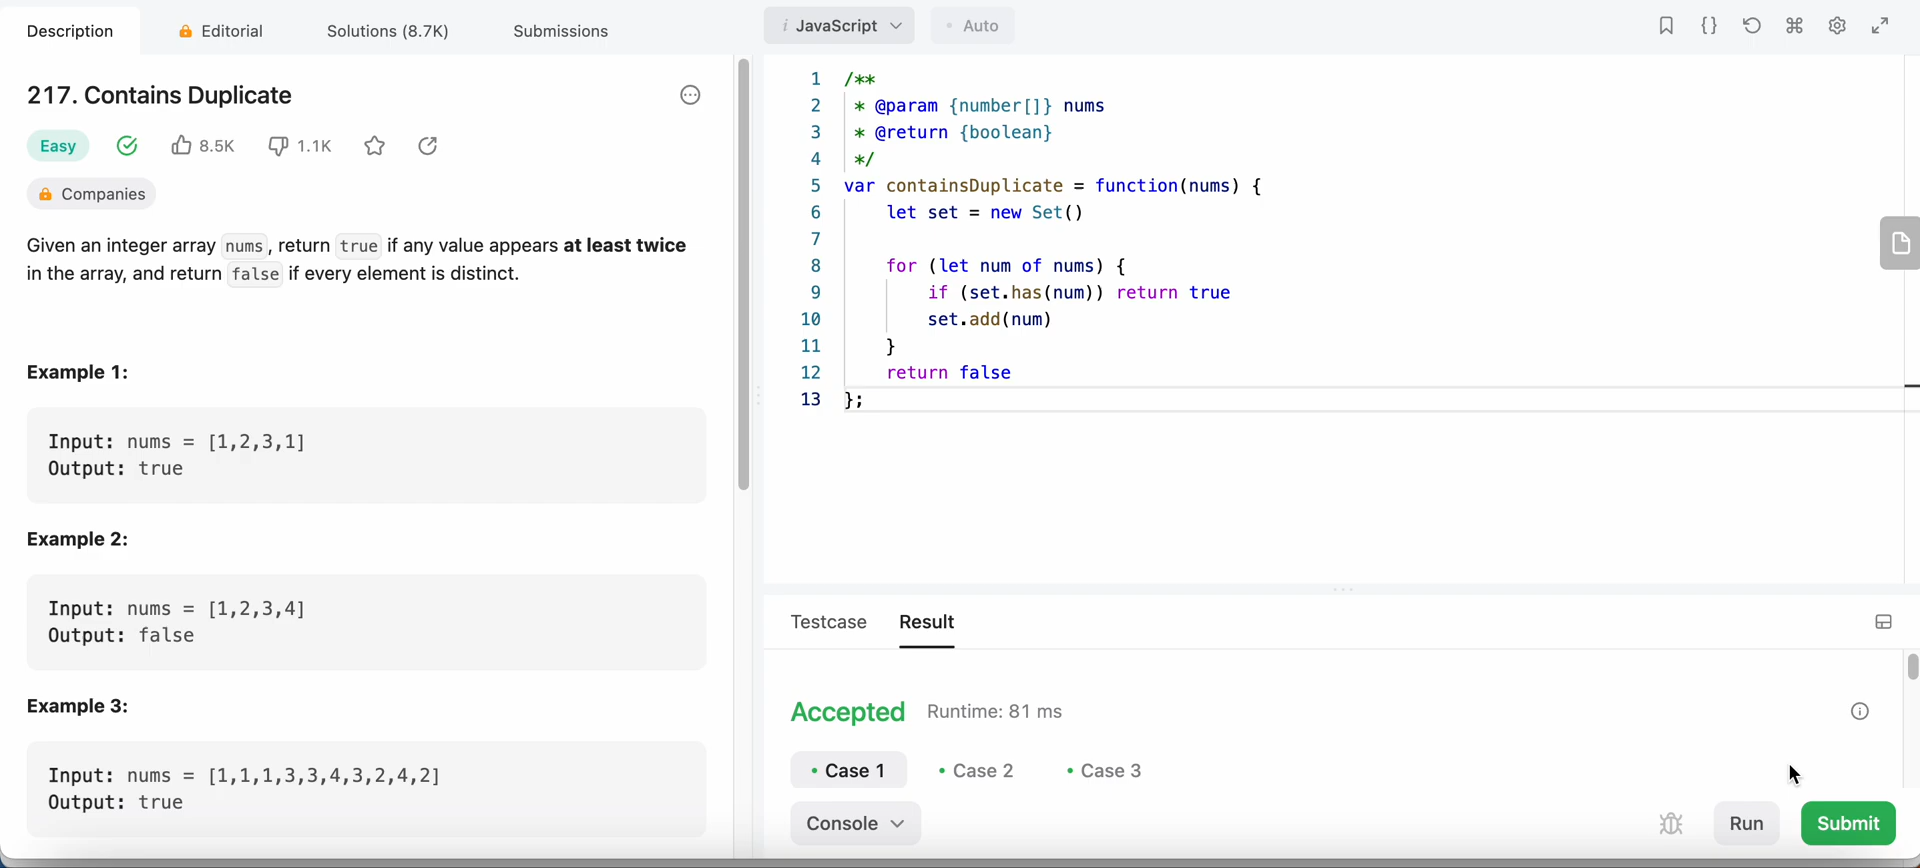 Description Editorial Solutions (8.7K) Submissions
217. Contains Duplicate
Easy 8.5K 1.1K
Companies
Given an integer array nums, return true if any value appears at least twice
in the array, and return false if every element is distinct.
Example 1:
Input: nums = [1,2,3,1]
Output: true
Example 2:
Input: nums = [1,2,3,4]
Output: false
Example 3:
Input: nums = [1,1,1,3,3,4,3,2,4,2]
Output: true
i JavaScript • Auto
1 /**
2 * @param {number[]} nums
3 * @return {boolean}
4 */
5 var containsDuplicate = function(nums) {
6 let set = new Set()
7
8 for (let num of nums) {
9 if (set.has(num)) return true
10 set.add(num)
11 }
12 return false
13 };
Testcase Result
Accepted Runtime: 81 ms
• Case 1 • Case 2 • Case 3
Console Run Submit